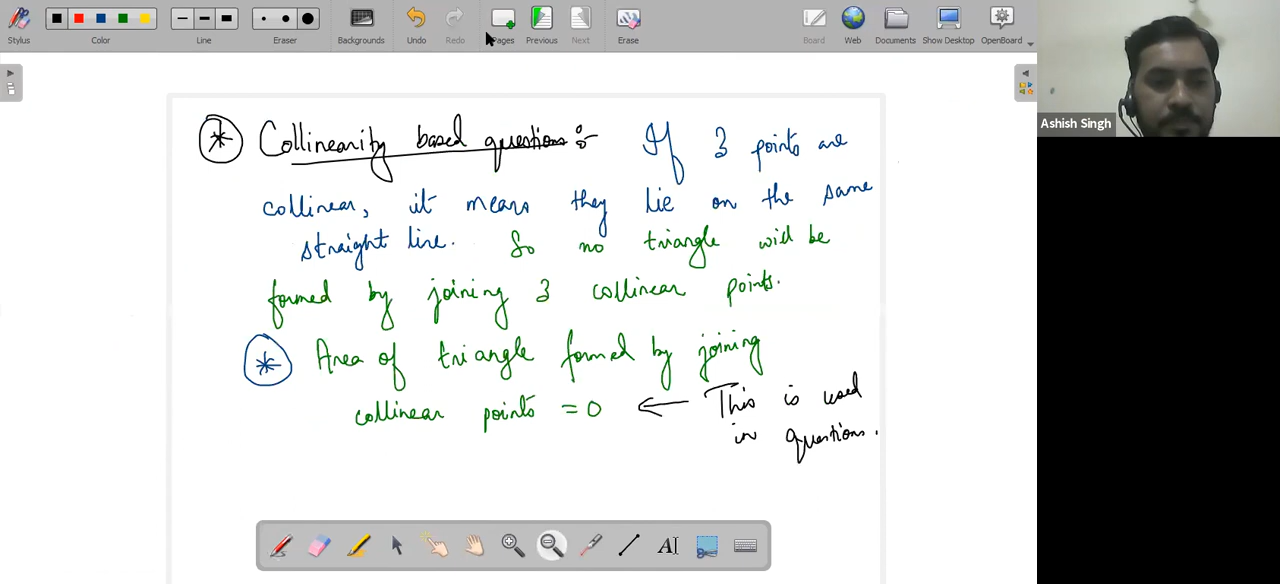 Stylus
Color
Line
Eraser
Backgrounds
Undo
Redo
Pages
Previous
Next
Erase
Board
Web
Documents
Show Desktop
OpenBoard
Ashish Singh
* Collinearity based questions :- If 3 points are
collinear, it means they lie on the same
straight line. So no triangle will be
formed by joining 3 collinear points.
* Area of triangle formed by joining
collinear points = 0 ← This is used
in questions.
AI